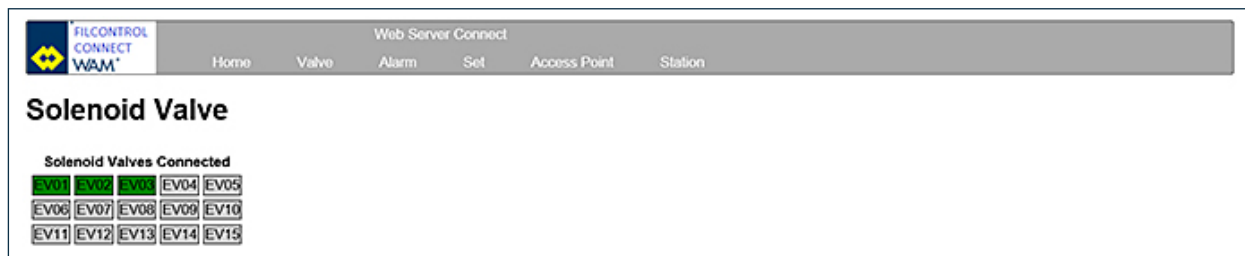 FILCONTROL
CONNECT
WAM®
Web Server Connect
Home Valve Alarm Set Access Point Station
Solenoid Valve
Solenoid Valves Connected
EV01 EV02 EV03 EV04 EV05
EV06 EV07 EV08 EV09 EV10
EV11 EV12 EV13 EV14 EV15